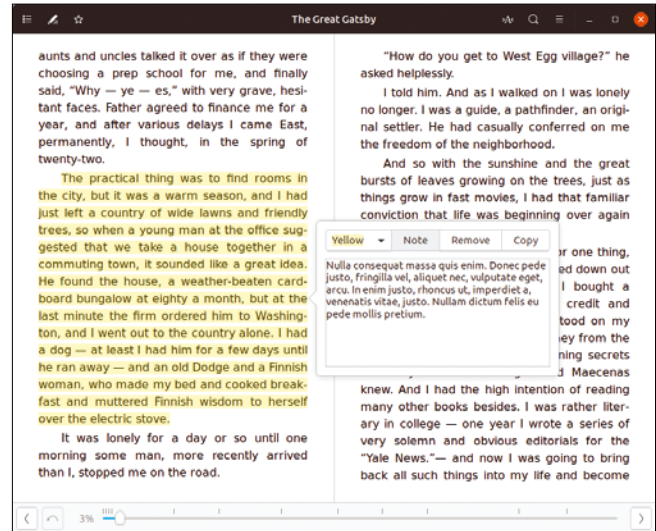 The Great Gatsby
aunts and uncles talked it over as if they were
choosing a prep school for me, and finally
said, “Why — ye — es,” with very grave, hesi-
tant faces. Father agreed to finance me for a
year, and after various delays I came East,
permanently, I thought, in the spring of
twenty-two.
The practical thing was to find rooms in
the city, but it was a warm season, and I had
just left a country of wide lawns and friendly
trees, so when a young man at the office sug-
gested that we take a house together in a
commuting town, it sounded like a great idea.
He found the house, a weather-beaten card-
board bungalow at eighty a month, but at the
last minute the firm ordered him to Washing-
ton, and I went out to the country alone. I had
a dog — at least I had him for a few days until
he ran away — and an old Dodge and a Finnish
woman, who made my bed and cooked break-
fast and muttered Finnish wisdom to herself
over the electric stove.
It was lonely for a day or so until one
morning some man, more recently arrived
than I, stopped me on the road.
“How do you get to West Egg village?” he
asked helplessly.
I told him. And as I walked on I was lonely
no longer. I was a guide, a pathfinder, an origi-
nal settler. He had casually conferred on me
the freedom of the neighborhood.
And so with the sunshine and the great
bursts of leaves growing on the trees, just as
things grow in fast movies, I had that familiar
conviction that life was beginning over again
Yellow Note Remove Copy
Nulla consequat massa quis enim. Donec pede
justo, fringilla vel, aliquet nec, vulputate eget,
arcu. In enim justo, rhoncus ut, imperdiet a,
venenatis vitae, justo. Nullam dictum felis eu
pede mollis pretium.
or one thing,
ed down out
I bought a
credit and
tood on my
ey from the
ning secrets
d Maecenas
knew. And I had the high intention of reading
many other books besides. I was rather liter-
ary in college — one year I wrote a series of
very solemn and obvious editorials for the
“Yale News.”— and now I was going to bring
back all such things into my life and become
3%